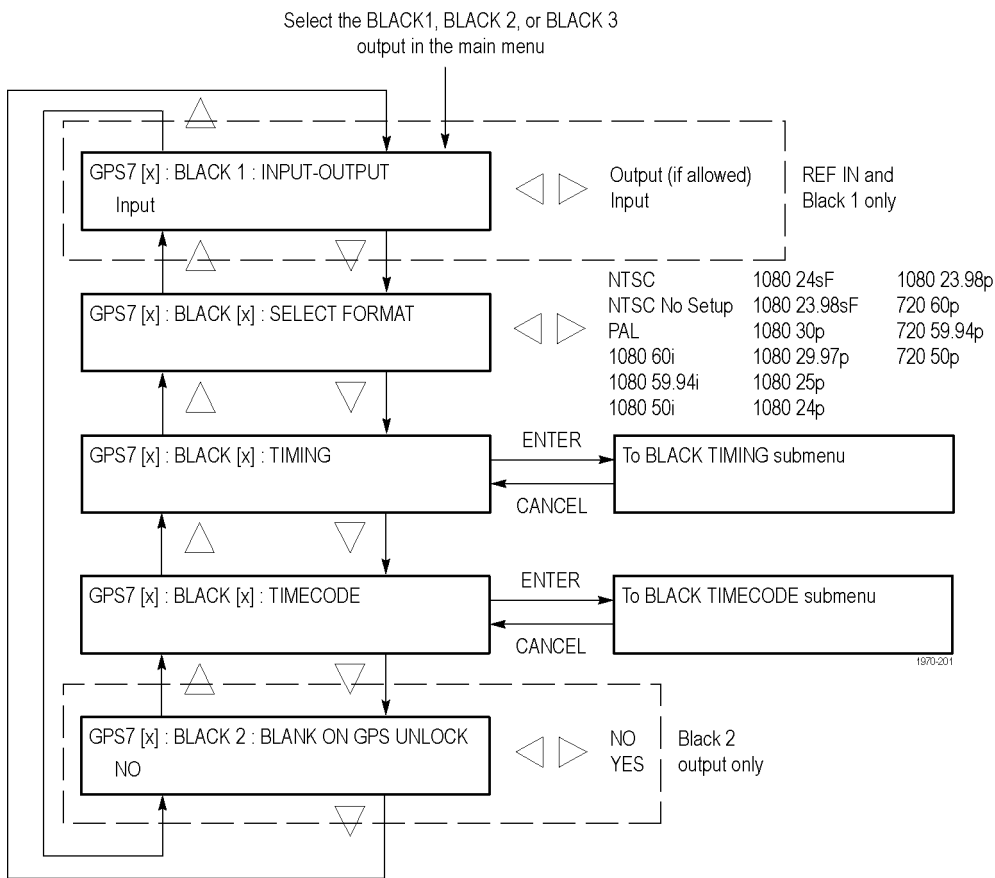 Select the BLACK1, BLACK 2, or BLACK 3
output in the main menu
GPS7 [x] : BLACK 1 : INPUT-OUTPUT
Input
Output (if allowed)
Input
REF IN and
Black 1 only
GPS7 [x] : BLACK [x] : SELECT FORMAT
NTSC 1080 24sF 1080 23.98p
NTSC No Setup 1080 23.98sF 720 60p
PAL 1080 30p 720 59.94p
1080 60i 1080 29.97p 720 50p
1080 59.94i 1080 25p
1080 50i 1080 24p
GPS7 [x] : BLACK [x] : TIMING
ENTER
CANCEL
To BLACK TIMING submenu
GPS7 [x] : BLACK [x] : TIMECODE
ENTER
CANCEL
To BLACK TIMECODE submenu
1970-201
GPS7 [x] : BLACK 2 : BLANK ON GPS UNLOCK
NO
NO
YES
Black 2
output only